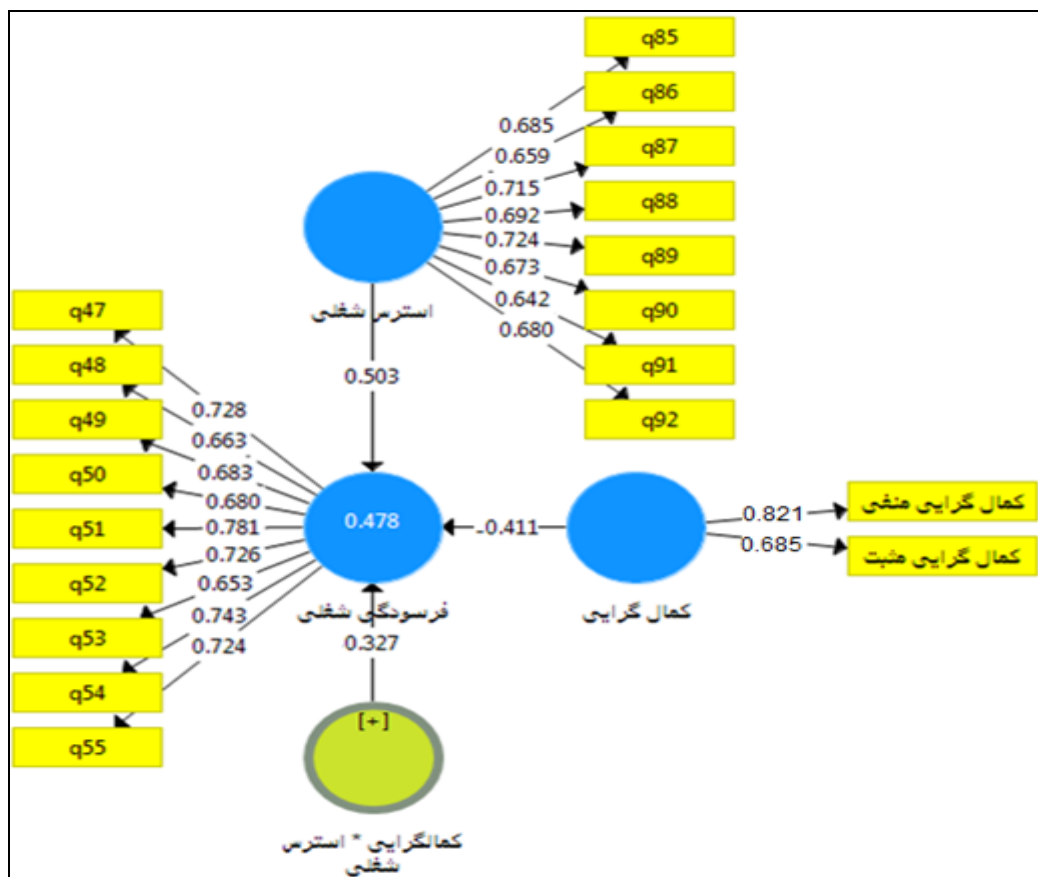 q85
q86
q87
q88
q89
q90
q91
q92
0.685
0.659
0.715
0.692
0.724
0.673
0.642
0.680
استرس شغلی
0.503
q47
q48
q49
q50
q51
q52
q53
q54
q55
0.728
0.663
0.683
0.680
0.781
0.726
0.653
0.743
0.724
0.478
فرسودگی شغلی
-0.411
کمال گرایی
0.821
0.685
کمال گرایی منفی
کمال گرایی مثبت
0.327
[+]
کمالگرایی * استرس
شغلی